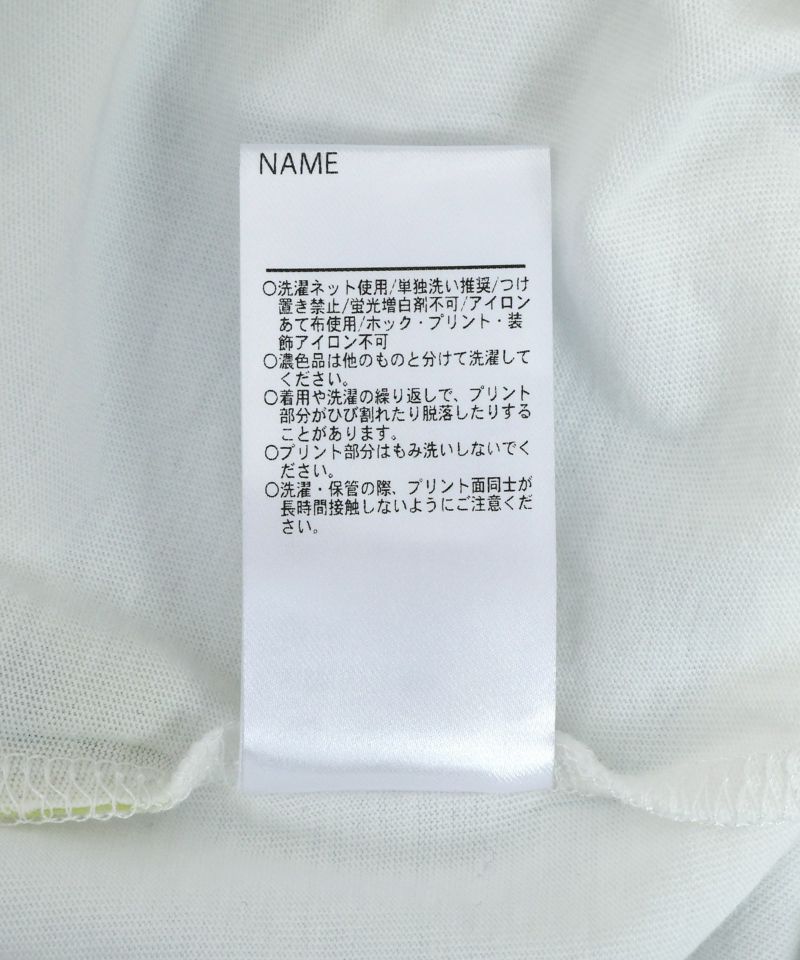 NAME
○洗濯ネット使用/単独洗い推奨/つけ
置き禁止/蛍光増白剤不可/アイロン
あて布使用/ホック・プリント・装
飾アイロン不可
○濃色品は他のものと分けて洗濯して
ください。
○着用や洗濯の繰り返しで、プリント
部分がひび割れたり脱落したりする
ことがあります。
○プリント部分はもみ洗いしないでく
ださい。
○洗濯・保管の際、プリント面同士が
長時間接触しないようにご注意くだ
さい。